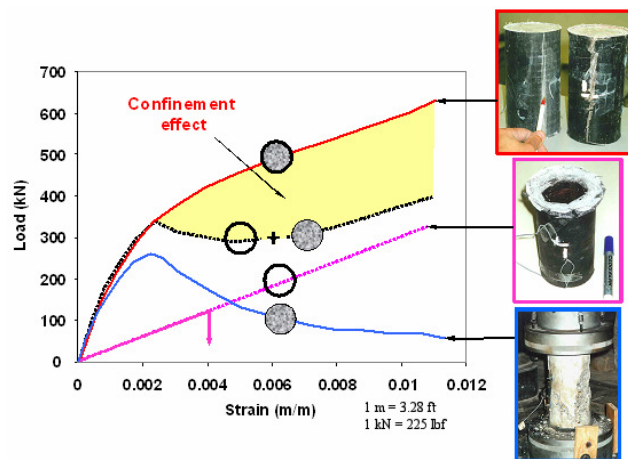 700
600
500
400
300
200
100
0
Load (kN)
Confinement
effect
+
0
0.002
0.004
0.006
0.008
0.01
0.012
Strain (m/m)
1 m = 3.28 ft
1 kN = 225 lbf